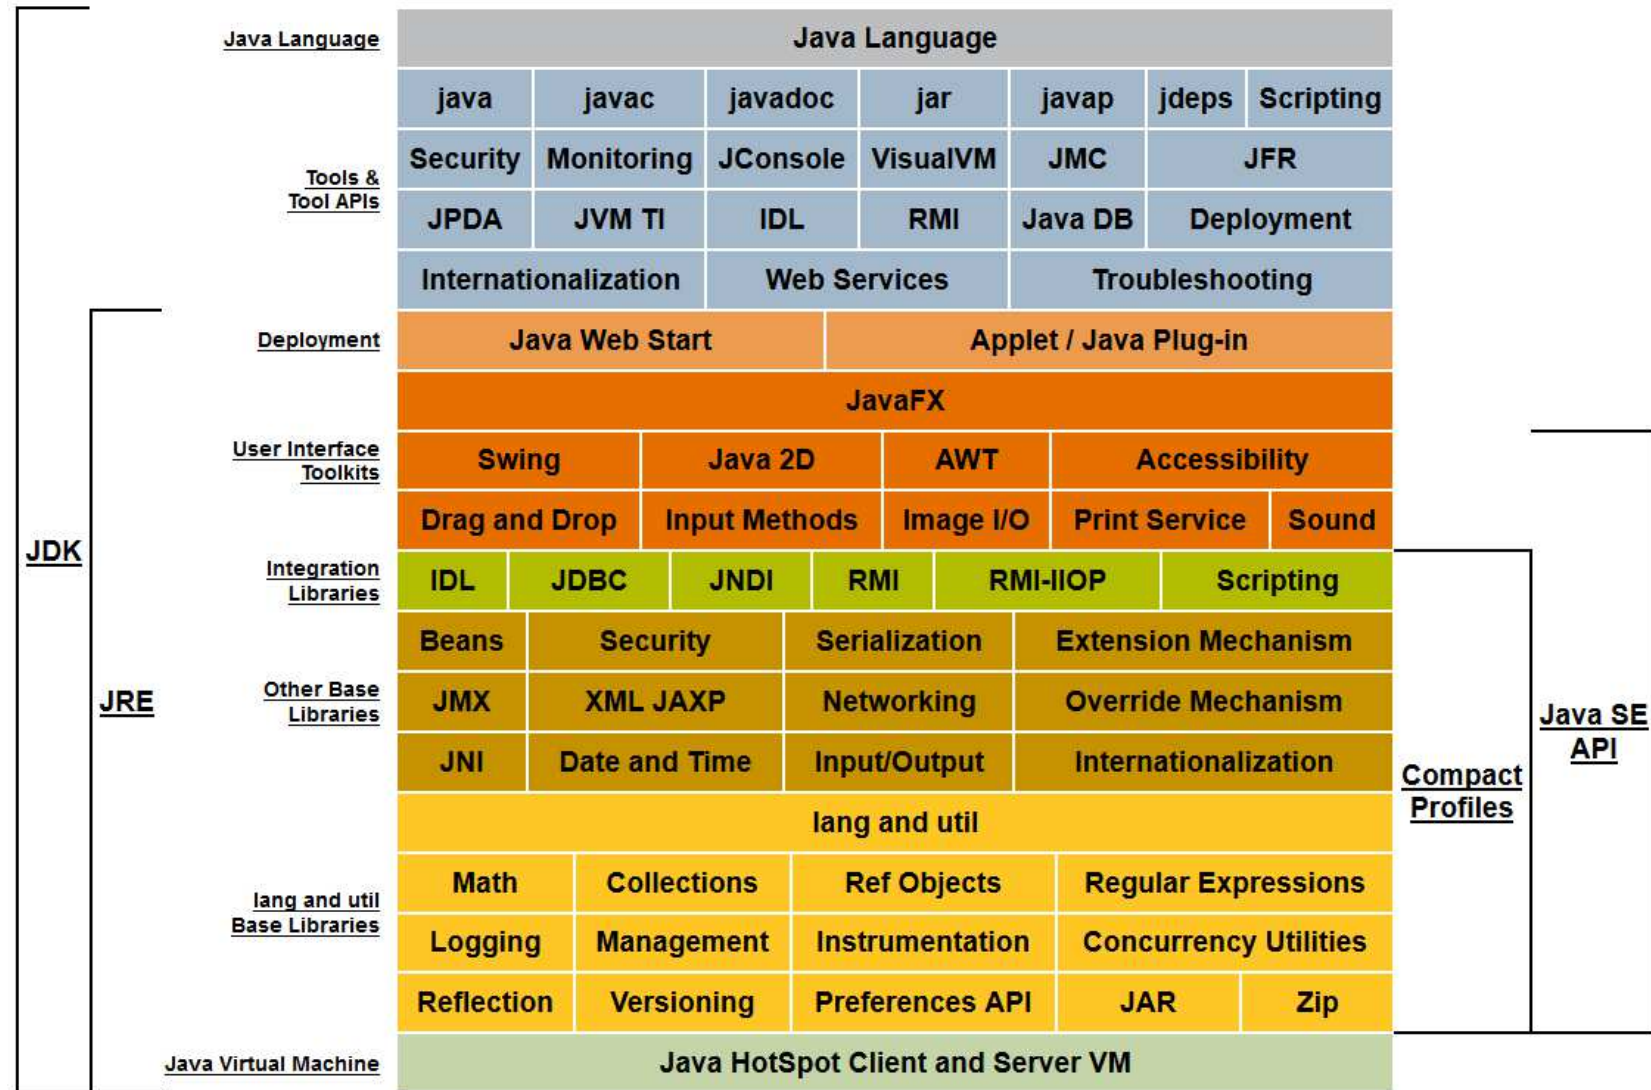 Java Language
Java Language
java javac javadoc jar javap jdeps Scripting
Security Monitoring JConsole VisualVM JMC JFR
Tools &
Tool APIs
JPDA JVM TI IDL RMI Java DB Deployment
Internationalization Web Services Troubleshooting
Deployment
Java Web Start Applet / Java Plug-in
JavaFX
User Interface
Toolkits
Swing Java 2D AWT Accessibility
Drag and Drop Input Methods Image I/O Print Service Sound
JDK
Integration
Libraries
IDL JDBC JNDI RMI RMI-IIOP Scripting
Beans Security Serialization Extension Mechanism
JRE
Other Base
Libraries
JMX XML JAXP Networking Override Mechanism
Java SE
API
JNI Date and Time Input/Output Internationalization
Compact
Profiles
lang and util
Math Collections Ref Objects Regular Expressions
lang and util
Base Libraries
Logging Management Instrumentation Concurrency Utilities
Reflection Versioning Preferences API JAR Zip
Java Virtual Machine
Java HotSpot Client and Server VM